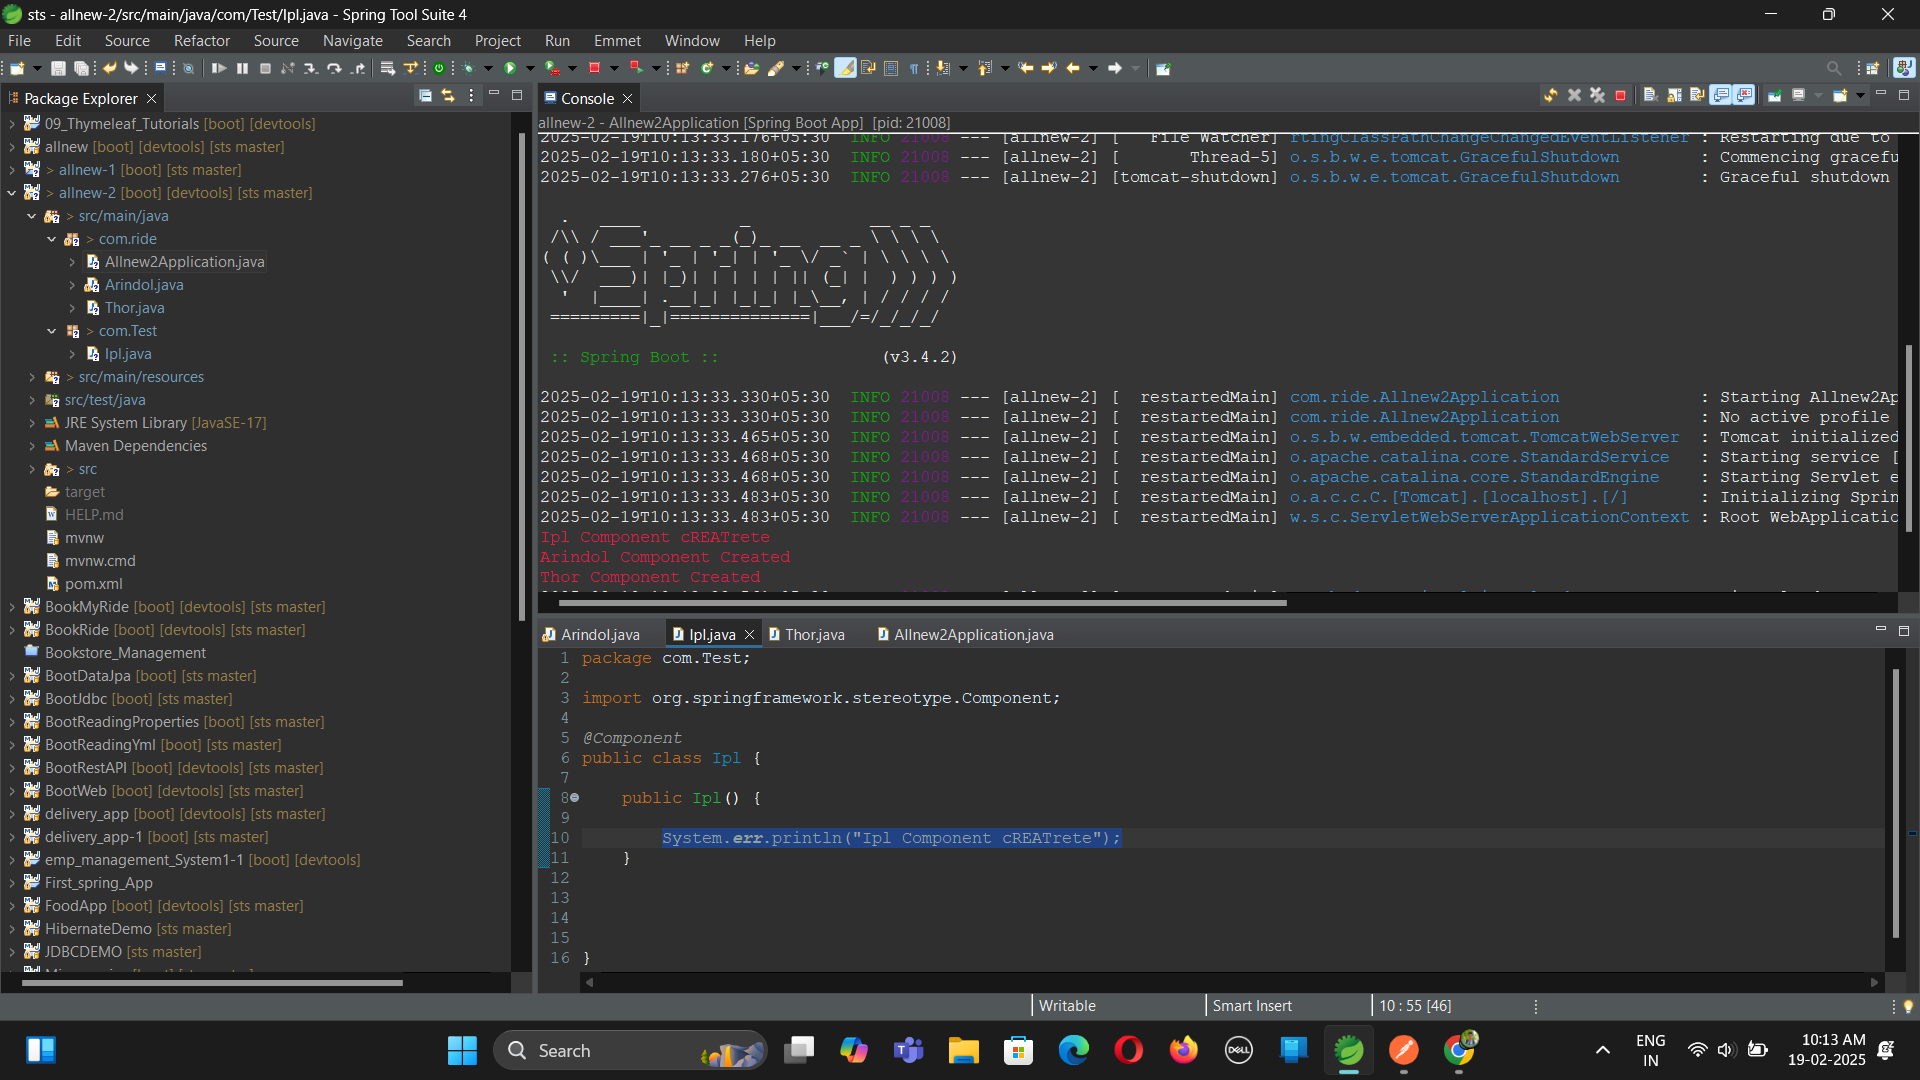 sts - allnew-2/src/main/java/com/Test/Ipl.java - Spring Tool Suite 4
File Edit Source Refactor Source Navigate Search Project Run Emmet Window Help
Package Explorer
09_Thymeleaf_Tutorials [boot] [devtools]
allnew [boot] [devtools] [sts master]
> allnew-1 [boot] [sts master]
> allnew-2 [boot] [devtools] [sts master]
> src/main/java
> com.ride
Allnew2Application.java
Arindol.java
Thor.java
> com.Test
Ipl.java
> src/main/resources
src/test/java
JRE System Library [JavaSE-17]
Maven Dependencies
> src
target
HELP.md
mvnw
mvnw.cmd
pom.xml
BookMyRide [boot] [devtools] [sts master]
BookRide [boot] [devtools] [sts master]
Bookstore_Management
BootDataJpa [boot] [sts master]
BootJdbc [boot] [sts master]
BootReadingProperties [boot] [sts master]
BootReadingYml [boot] [sts master]
BootRestAPI [boot] [devtools] [sts master]
BootWeb [boot] [devtools] [sts master]
delivery_app [boot] [devtools] [sts master]
delivery_app-1 [boot] [sts master]
emp_management_System1-1 [boot] [devtools]
First_spring_App
FoodApp [boot] [devtools] [sts master]
HibernateDemo [sts master]
JDBCDEMO [sts master]
Console
allnew-2 - Allnew2Application [Spring Boot App] [pid: 21008]
2025-02-19T10:13:33.176+05:30 INFO 21008 --- [allnew-2] [ File Watcher] rtingClassPathChangeChangedEventListener : Restarting due to
2025-02-19T10:13:33.180+05:30 INFO 21008 --- [allnew-2] [ Thread-5] o.s.b.w.e.tomcat.GracefulShutdown : Commencing gracefu
2025-02-19T10:13:33.276+05:30 INFO 21008 --- [allnew-2] [tomcat-shutdown] o.s.b.w.e.tomcat.GracefulShutdown : Graceful shutdown
Spring
:: Spring Boot :: (v3.4.2)
2025-02-19T10:13:33.330+05:30 INFO 21008 --- [allnew-2] [ restartedMain] com.ride.Allnew2Application : Starting Allnew2Ap
2025-02-19T10:13:33.330+05:30 INFO 21008 --- [allnew-2] [ restartedMain] com.ride.Allnew2Application : No active profile
2025-02-19T10:13:33.465+05:30 INFO 21008 --- [allnew-2] [ restartedMain] o.s.b.w.embedded.tomcat.TomcatWebServer : Tomcat initialized
2025-02-19T10:13:33.468+05:30 INFO 21008 --- [allnew-2] [ restartedMain] o.apache.catalina.core.StandardService : Starting service [
2025-02-19T10:13:33.468+05:30 INFO 21008 --- [allnew-2] [ restartedMain] o.apache.catalina.core.StandardEngine : Starting Servlet e
2025-02-19T10:13:33.483+05:30 INFO 21008 --- [allnew-2] [ restartedMain] o.a.c.c.C.[Tomcat].[localhost].[/] : Initializing Sprin
2025-02-19T10:13:33.483+05:30 INFO 21008 --- [allnew-2] [ restartedMain] w.s.c.ServletWebServerApplicationContext : Root WebApplicatio
Ipl Component cREATrete
Arindol Component Created
Thor Component Created
Arindol.java Ipl.java Thor.java Allnew2Application.java
1 package com.Test;
2
3 import org.springframework.stereotype.Component;
4
5 @Component
6 public class Ipl {
7
8 public Ipl() {
9
10 System.err.println("Ipl Component cREATrete");
11 }
12
13
14
15
16 }
Writable Smart Insert 10 : 55 [46]
Search
DELL
ENG
IN
10:13 AM
19-02-2025